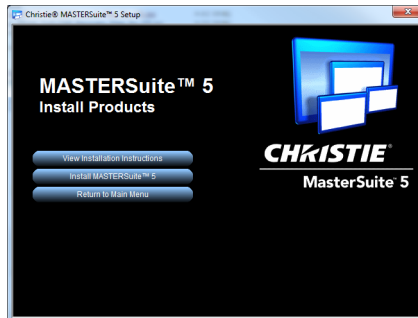 Christie® MASTERSuite™ 5 Setup
MASTERSuite™ 5
Install Products
View Installation Instructions
Install MASTERSuite™ 5
Return to Main Menu
CHRISTIE®
MasterSuite™ 5